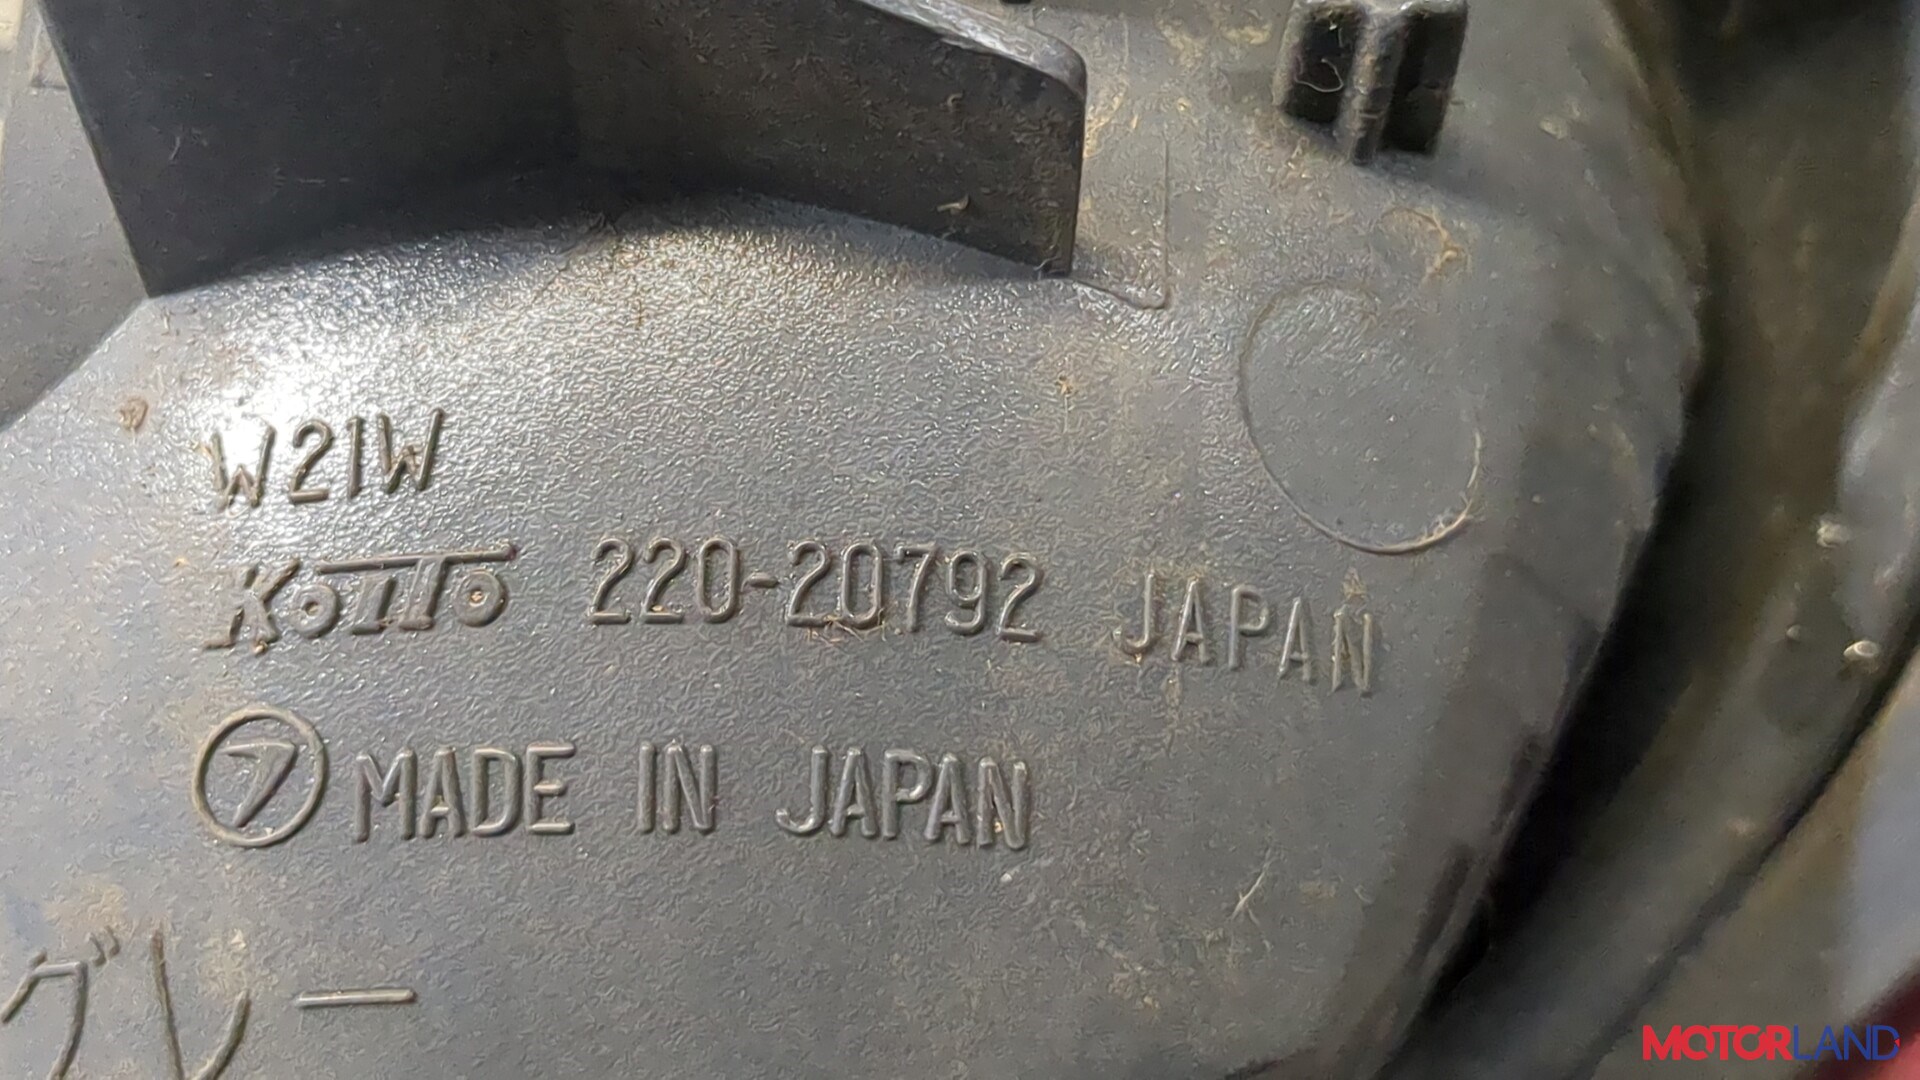 W21W
KOITO 220-20792 JAPAN
MADE IN JAPAN
グレー
MOTORLAND